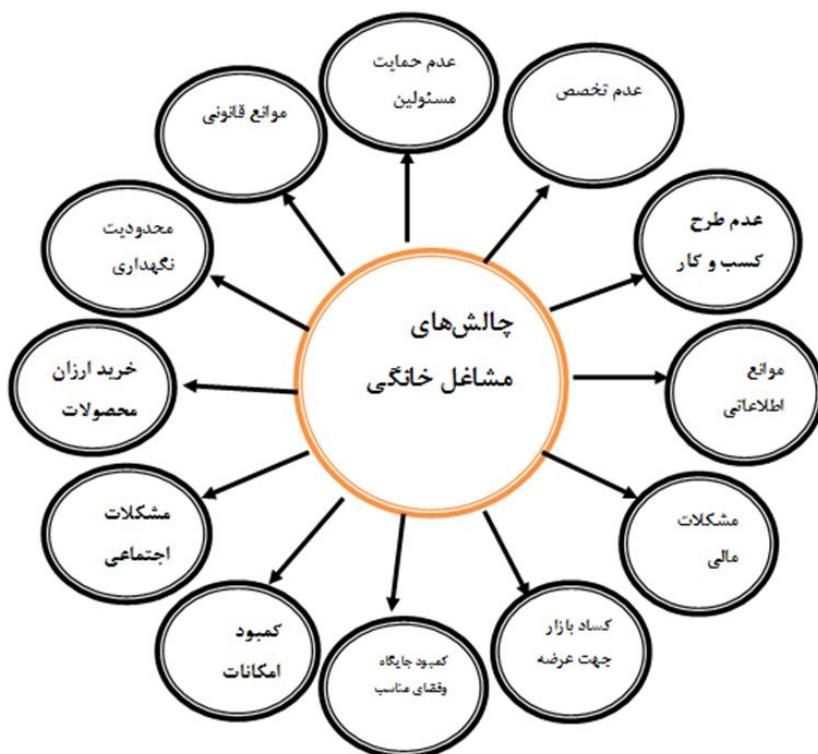 چالش‌های
مشاغل خانگی
عدم حمایت
مسئولین
عدم تخصص
عدم طرح
کسب و کار
موانع
اطلاعاتی
مشکلات
مالی
کساد بازار
جهت عرضه
کمبود جایگاه
وفضای مناسب
کمبود
امکانات
مشکلات
اجتماعی
خرید ارزان
محصولات
محدودیت
نگهداری
موانع قانونی